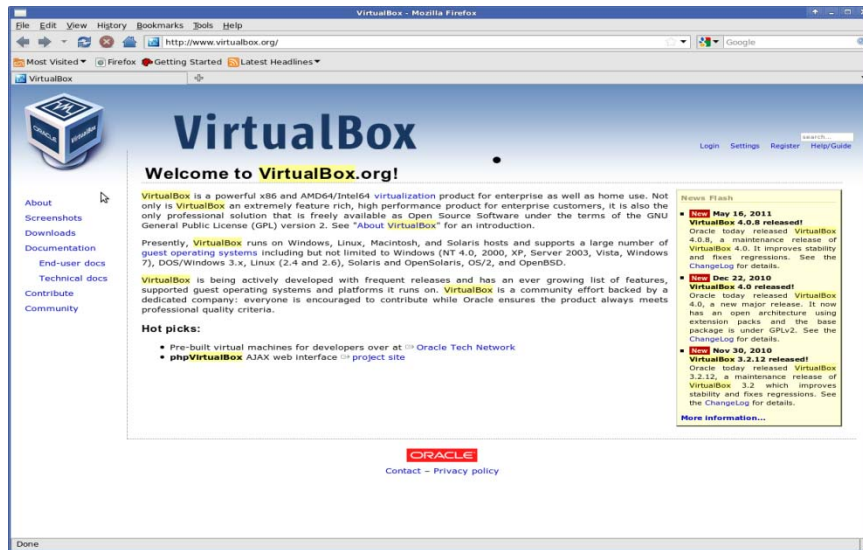 VirtualBox - Mozilla Firefox
File Edit View History Bookmarks Tools Help
http://www.virtualbox.org/
Google
Most Visited Firefox Getting Started Latest Headlines
VirtualBox
ORACLE VirtualBox
VirtualBox
search...
Login Settings Register Help/Guide
Welcome to VirtualBox.org!
About
Screenshots
Downloads
Documentation
End-user docs
Technical docs
Contribute
Community
VirtualBox is a powerful x86 and AMD64/Intel64 virtualization product for enterprise as well as home use. Not
only is VirtualBox an extremely feature rich, high performance product for enterprise customers, it is also the
only professional solution that is freely available as Open Source Software under the terms of the GNU
General Public License (GPL) version 2. See "About VirtualBox" for an introduction.
Presently, VirtualBox runs on Windows, Linux, Macintosh, and Solaris hosts and supports a large number of
guest operating systems including but not limited to Windows (NT 4.0, 2000, XP, Server 2003, Vista, Windows
7), DOS/Windows 3.x, Linux (2.4 and 2.6), Solaris and OpenSolaris, OS/2, and OpenBSD.
VirtualBox is being actively developed with frequent releases and has an ever growing list of features,
supported guest operating systems and platforms it runs on. VirtualBox is a community effort backed by a
dedicated company: everyone is encouraged to contribute while Oracle ensures the product always meets
professional quality criteria.
Hot picks:
• Pre-built virtual machines for developers over at Oracle Tech Network
• phpVirtualBox AJAX web interface project site
News Flash
New May 16, 2011
VirtualBox 4.0.8 released!
Oracle today released VirtualBox
4.0.8, a maintenance release of
VirtualBox 4.0. It improves stability
and fixes regressions. See the
ChangeLog for details.
New Dec 22, 2010
VirtualBox 4.0 released!
Oracle today released VirtualBox
4.0, a new major release. It now
has an open architecture using
extension packs and the base
package is under GPLv2. See the
ChangeLog for details.
New Nov 30, 2010
VirtualBox 3.2.12 released!
Oracle today released VirtualBox
3.2.12, a maintenance release of
VirtualBox 3.2 which improves
stability and fixes regressions. See
the ChangeLog for details.
More information...
ORACLE
Contact – Privacy policy
Done